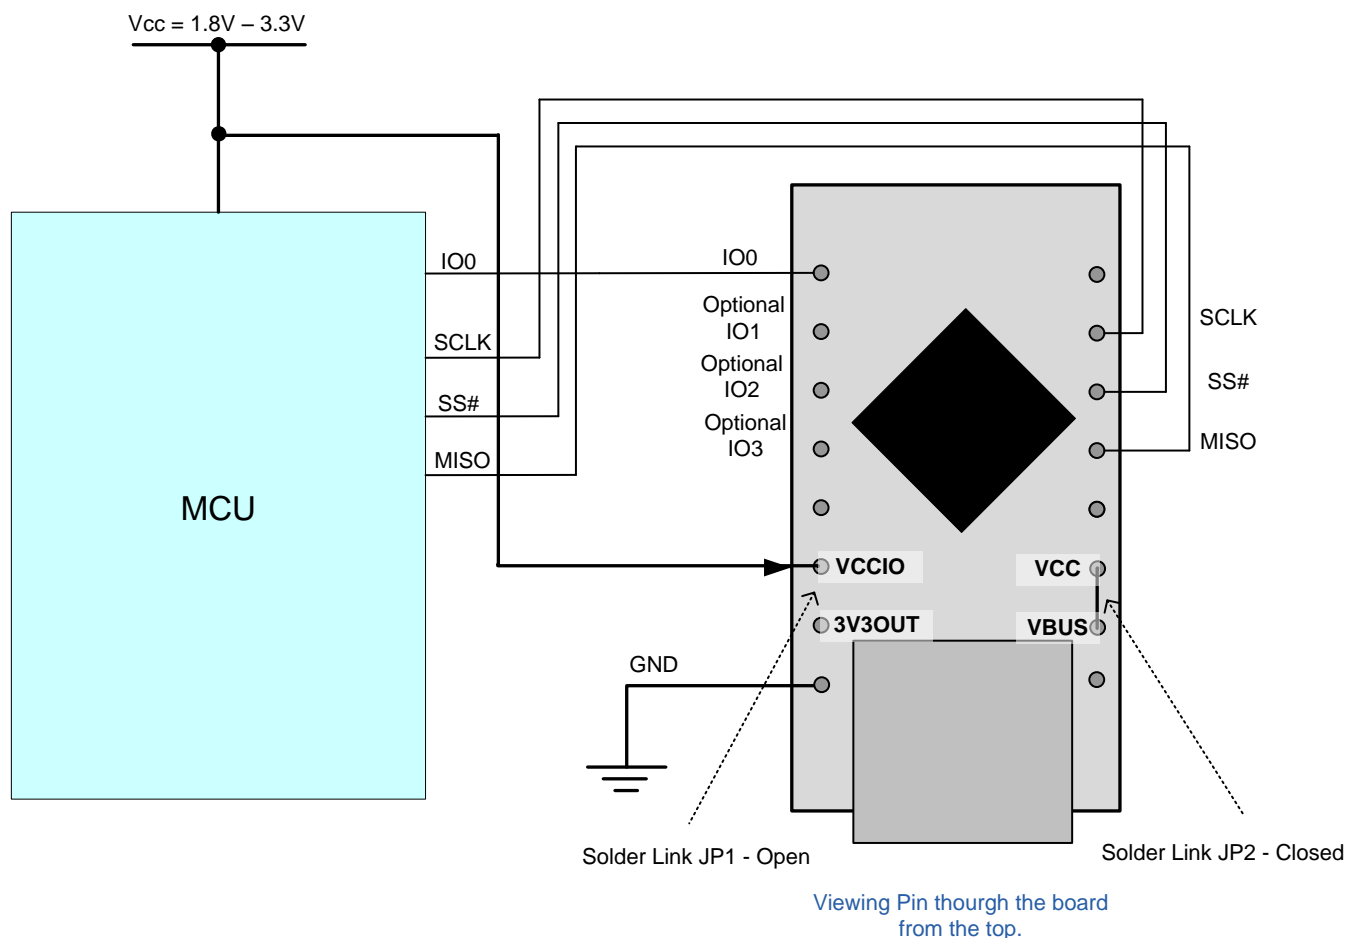 Vcc = 1.8V – 3.3V
IO0
SCLK
SS#
MISO
MCU
IO0
Optional
IO1
Optional
IO2
Optional
IO3
SCLK
SS#
MISO
VCCIO
VCC
3V3OUT
VBUS
GND
Solder Link JP1 - Open
Solder Link JP2 - Closed
Viewing Pin thourgh the board
from the top.